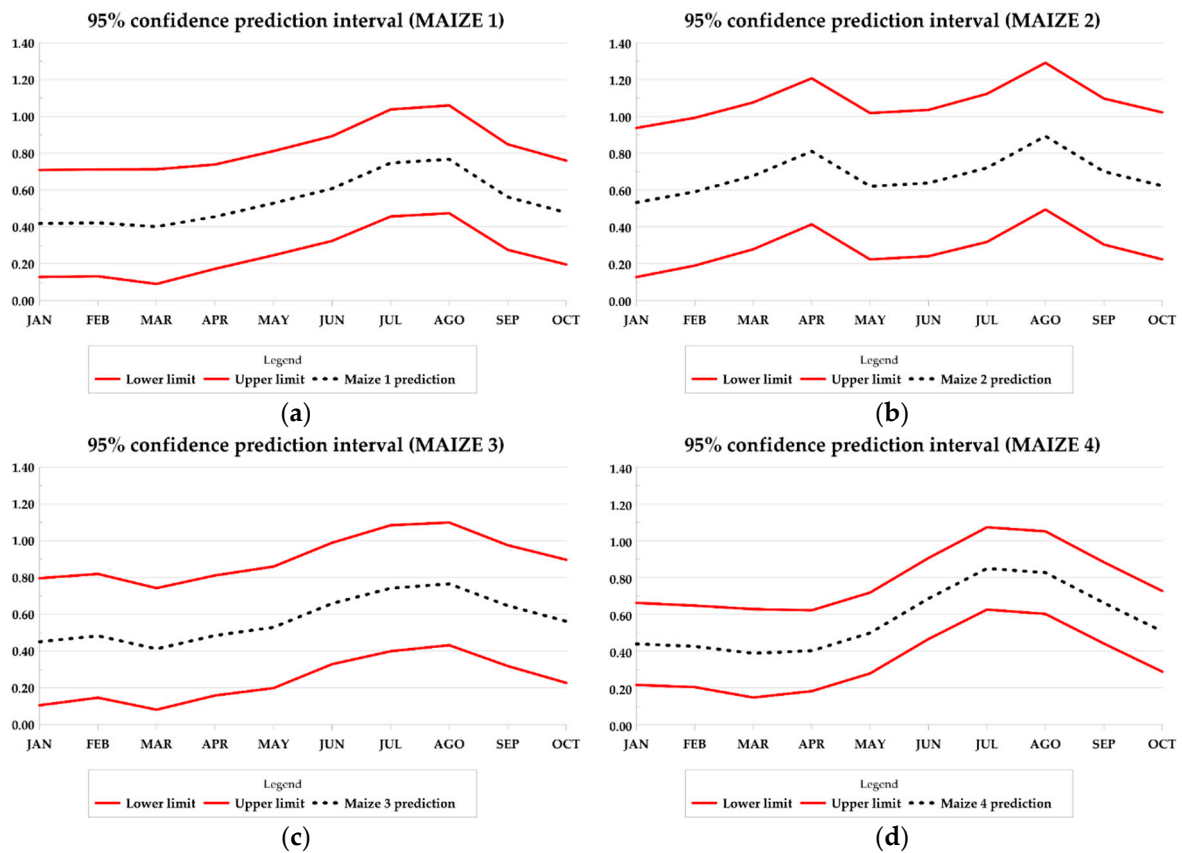 95% confidence prediction interval (MAIZE 1)
1.40
1.20
1.00
0.80
0.60
0.40
0.20
0.00
JAN FEB MAR APR MAY JUN JUL AGO SEP OCT
Legend
Lower limit Upper limit Maize 1 prediction
(a)
95% confidence prediction interval (MAIZE 2)
1.40
1.20
1.00
0.80
0.60
0.40
0.20
0.00
JAN FEB MAR APR MAY JUN JUL AGO SEP OCT
Legend
Lower limit Upper limit Maize 2 prediction
(b)
95% confidence prediction interval (MAIZE 3)
1.40
1.20
1.00
0.80
0.60
0.40
0.20
0.00
JAN FEB MAR APR MAY JUN JUL AGO SEP OCT
Legend
Lower limit Upper limit Maize 3 prediction
(c)
95% confidence prediction interval (MAIZE 4)
1.40
1.20
1.00
0.80
0.60
0.40
0.20
0.00
JAN FEB MAR APR MAY JUN JUL AGO SEP OCT
Legend
Lower limit Upper limit Maize 4 prediction
(d)